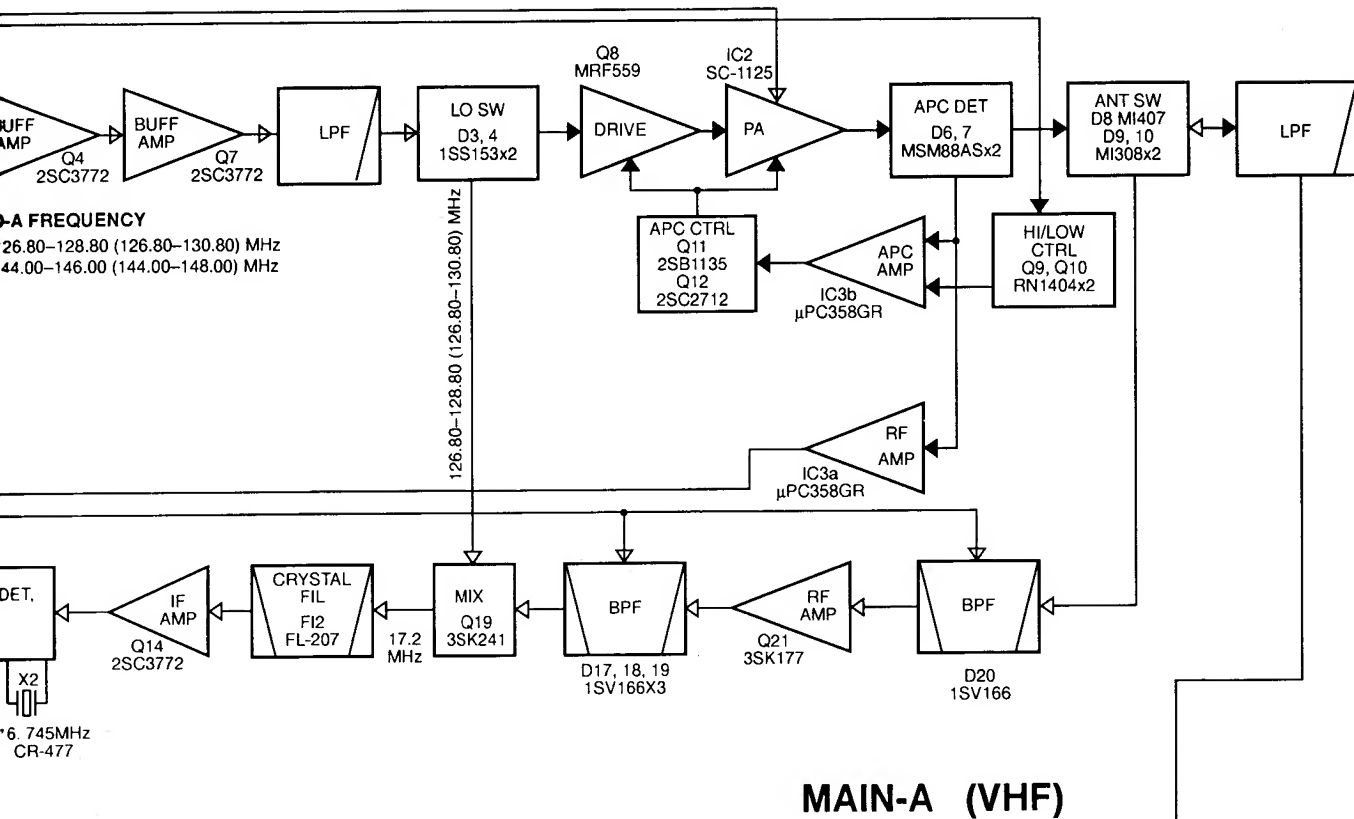 BUFF
AMP
Q4
2SC3772
BUFF
AMP
Q7
2SC3772
LPF
LO SW
D3, 4
1SS153x2
Q8
MRF559
DRIVE
IC2
SC-1125
PA
APC DET
D6, 7
MSM88ASx2
ANT SW
D8 MI407
D9, 10
MI308x2
LPF
-A FREQUENCY
26.80–128.80 (126.80–130.80) MHz
44.00–146.00 (144.00–148.00) MHz
126.80–128.80 (126.80–130.80) MHz
APC CTRL
Q11
2SB1135
Q12
2SC2712
APC
AMP
IC3b
μPC358GR
HI/LOW
CTRL
Q9, Q10
RN1404x2
RF
AMP
IC3a
μPC358GR
DET,
X2
6. 745MHz
CR-477
IF
AMP
Q14
2SC3772
CRYSTAL
FIL
FI2
FL-207
17.2
MHz
MIX
Q19
3SK241
BPF
D17, 18, 19
1SV166X3
RF
AMP
Q21
3SK177
BPF
D20
1SV166
MAIN-A (VHF)